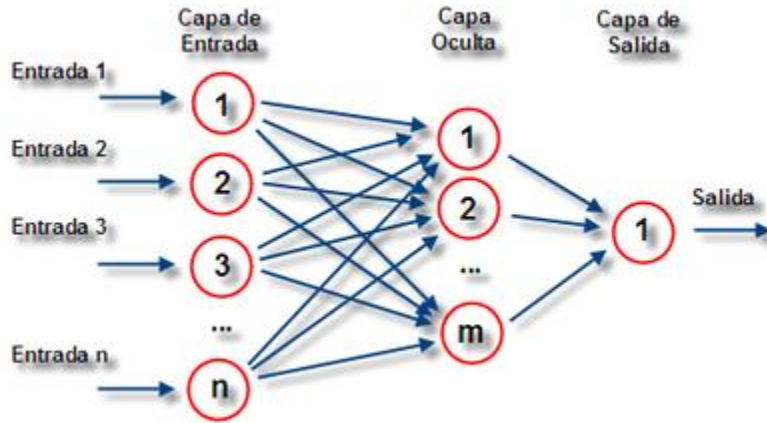 Capa de
Entrada
Capa
Oculta
Capa de
Salida
Entrada 1
1
Entrada 2
2
Entrada 3
3
...
Entrada n
n
1
2
...
m
1
Salida